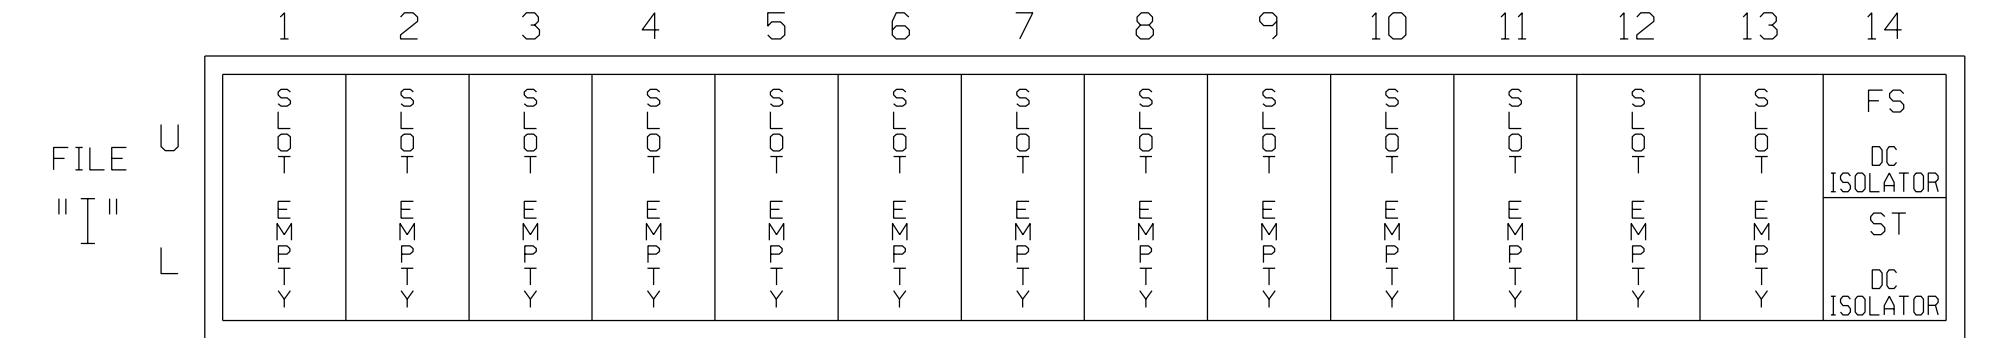 1 2 3 4 5 6 7 8 9 10 11 12 13 14
FILE
"I"
U
L
SLOT EMPTY
SLOT EMPTY
SLOT EMPTY
SLOT EMPTY
SLOT EMPTY
SLOT EMPTY
SLOT EMPTY
SLOT EMPTY
SLOT EMPTY
SLOT EMPTY
SLOT EMPTY
SLOT EMPTY
SLOT EMPTY
FS
DC
ISOLATOR
ST
DC
ISOLATOR